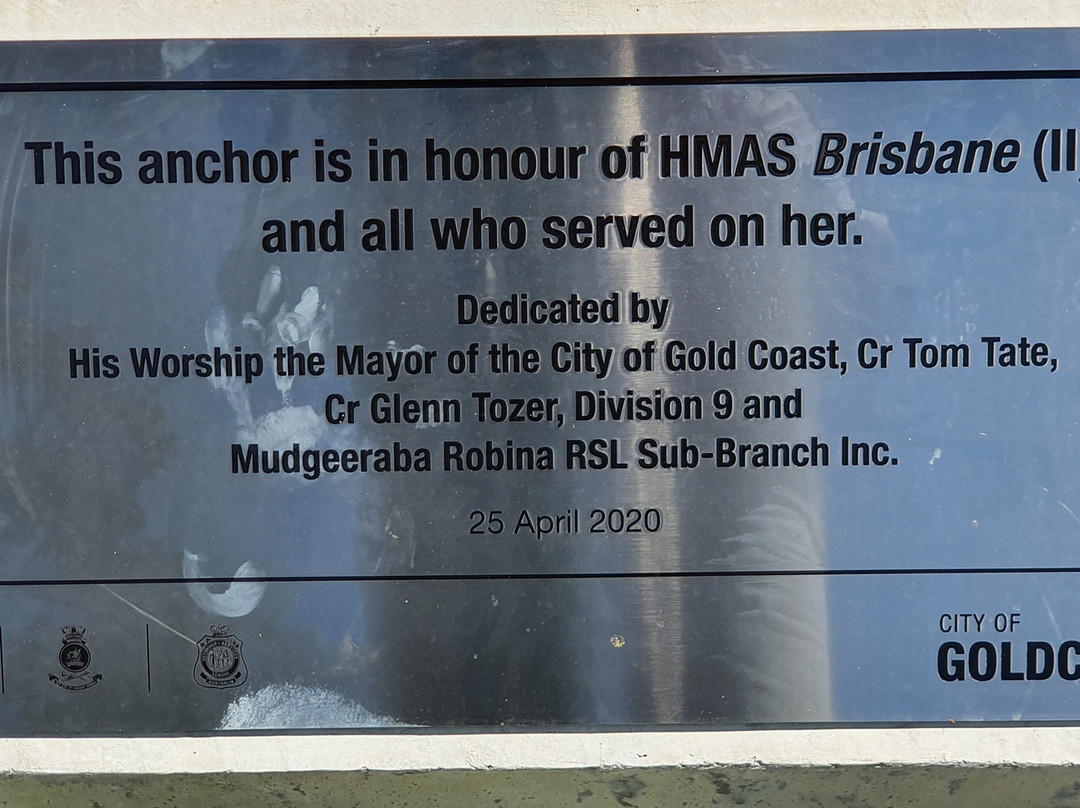 This anchor is in honour of HMAS Brisbane (II
and all who served on her.
Dedicated by
His Worship the Mayor of the City of Gold Coast, Cr Tom Tate,
Cr Glenn Tozer, Division 9 and
Mudgeeraba Robina RSL Sub-Branch Inc.
25 April 2020
CITY OF
GOLDC